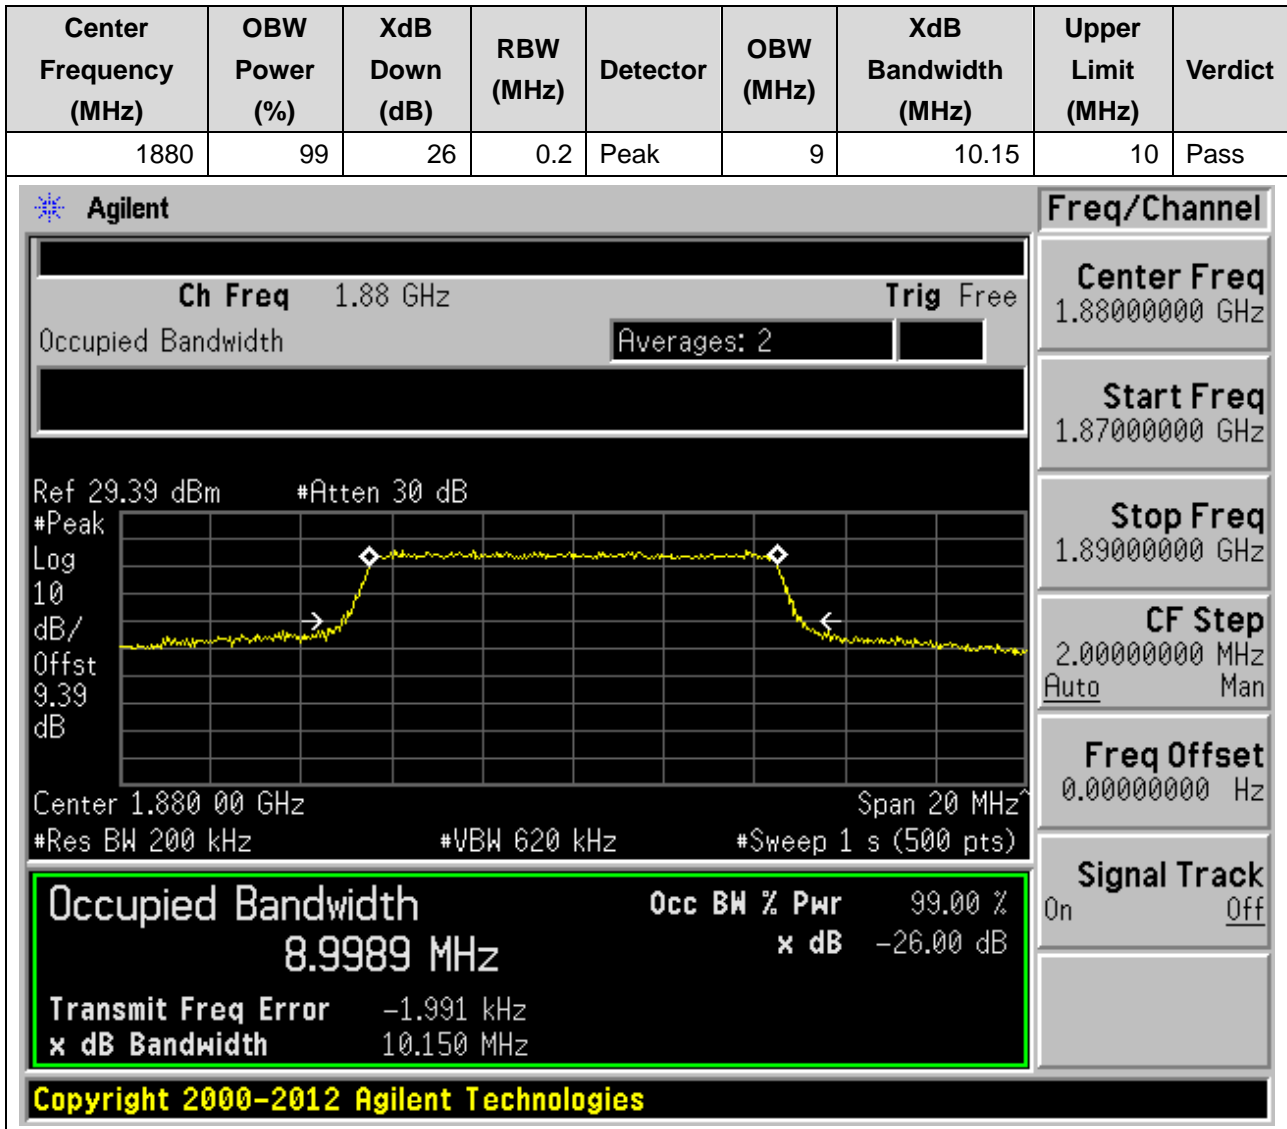 Center Frequency (MHz) OBW Power (%) XdB Down (dB) RBW (MHz) Detector OBW (MHz) XdB Bandwidth (MHz) Upper Limit (MHz) Verdict
1880 99 26 0.2 Peak 9 10.15 10 Pass
Agilent
Freq/Channel
Ch Freq 1.88 GHz Trig Free
Occupied Bandwidth Averages: 2
Center Freq
1.88000000 GHz
Start Freq
1.87000000 GHz
Stop Freq
1.89000000 GHz
CF Step
2.00000000 MHz
Auto Man
Freq Offset
0.00000000 Hz
Signal Track
On Off
Ref 29.39 dBm #Atten 30 dB
#Peak
Log
10
dB/
Offst
9.39
dB
Center 1.880 00 GHz Span 20 MHz^
#Res BW 200 kHz #VBW 620 kHz #Sweep 1 s (500 pts)
Occupied Bandwidth Occ BW % Pwr 99.00 %
8.9989 MHz x dB -26.00 dB
Transmit Freq Error -1.991 kHz
x dB Bandwidth 10.150 MHz
Copyright 2000-2012 Agilent Technologies